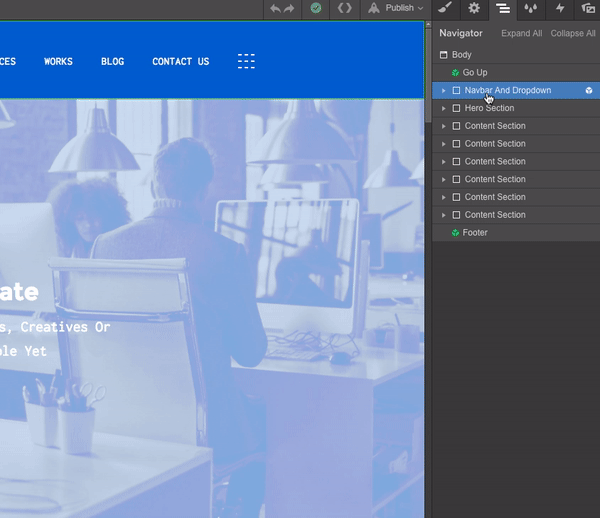 Publish
Navigator
Expand All
Collapse All
Body
Go Up
Navbar And Dropdown
Hero Section
Content Section
Content Section
Content Section
Content Section
Content Section
Content Section
Footer
CES
WORKS
BLOG
CONTACT US
ate
s, Creatives Or
ple Yet